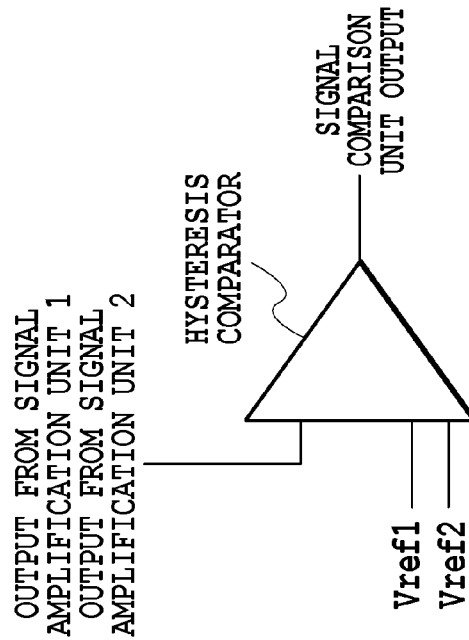 OUTPUT FROM SIGNAL
AMPLIFICATION UNIT 1
OUTPUT FROM SIGNAL
AMPLIFICATION UNIT 2
HYSTERESIS
COMPARATOR
SIGNAL
COMPARISON
UNIT OUTPUT
Vref1
Vref2